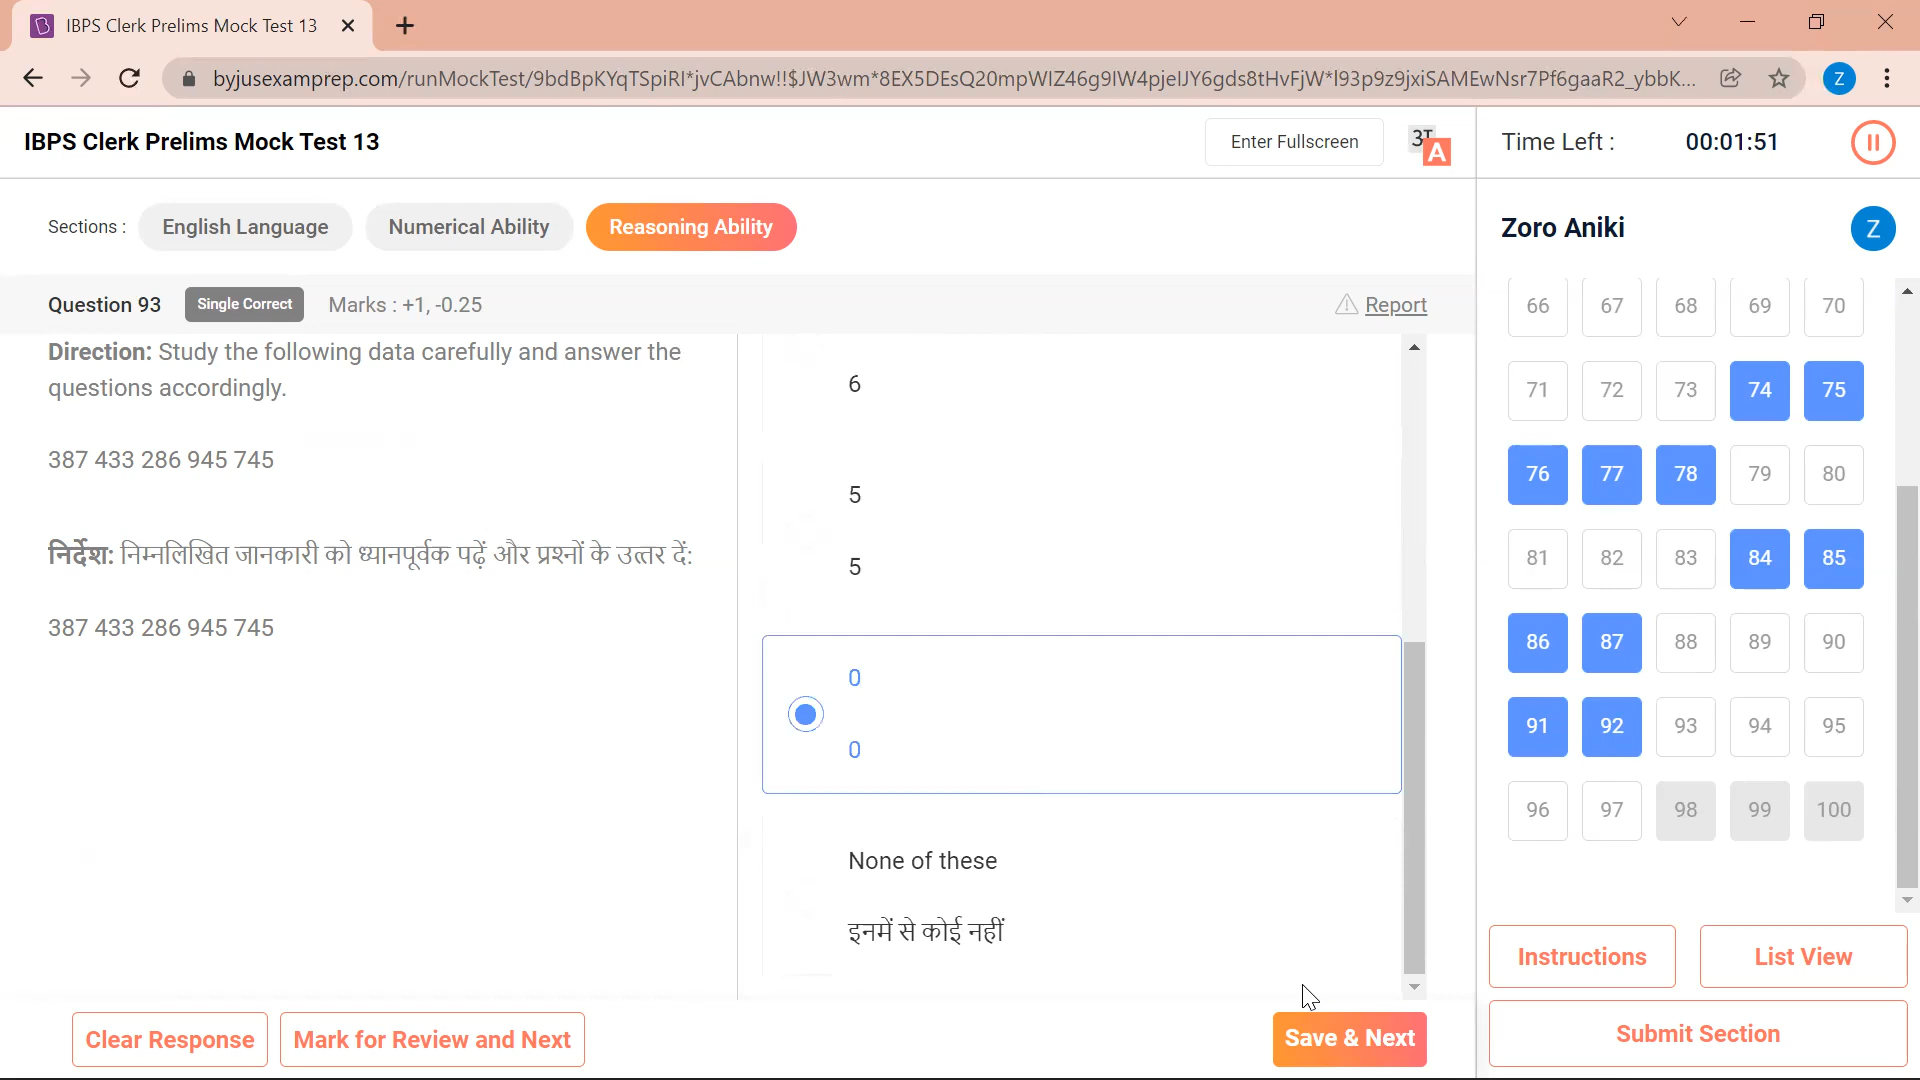 IBPS Clerk Prelims Mock Test 13
byjusexamprep.com/runMockTest/9bdBpKYqTSpiRI*jvCAbnw!!$JW3wm*8EX5DEsQ20mpWIZ46g9IW4pjeIJY6gds8tHvFjW*I93p9z9jxiSAMEwNsr7Pf6gaaR2_ybbK...
Z
IBPS Clerk Prelims Mock Test 13
Enter Fullscreen
A
Time Left :
00:01:51
Sections :
English Language
Numerical Ability
Reasoning Ability
Zoro Aniki
Z
Question 93
Single Correct
Marks : +1, -0.25
Report
Direction: Study the following data carefully and answer the
questions accordingly.
387 433 286 945 745
निर्देश: निम्नलिखित जानकारी को ध्यानपूर्वक पढ़ें और प्रश्नों के उत्तर दें:
387 433 286 945 745
6
5
5
0
0
None of these
इनमें से कोई नहीं
66 67 68 69 70
71 72 73 74 75
76 77 78 79 80
81 82 83 84 85
86 87 88 89 90
91 92 93 94 95
96 97 98 99 100
Instructions
List View
Clear Response
Mark for Review and Next
Save & Next
Submit Section